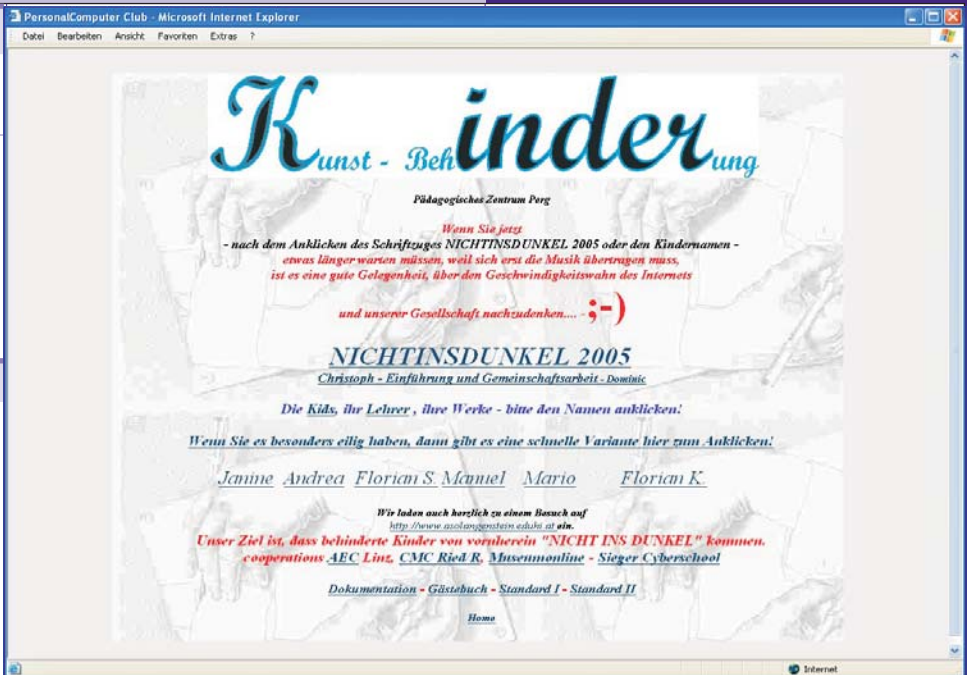 PersonalComputer Club - Microsoft Internet Explorer
Datei Bearbeiten Ansicht Favoriten Extras ?
Kunst - Behinderung
Pädagogisches Zentrum Perg
Wenn Sie jetzt
- nach dem Anklicken des Schriftzuges NICHTINSDUNKEL 2005 oder den Kindernamen -
etwas länger warten müssen, weil sich erst die Musik übertragen muss,
ist es eine gute Gelegenheit, über den Geschwindigkeitswahn des Internets
und unserer Gesellschaft nachzudenken.... - ;-)
NICHTINSDUNKEL 2005
Christoph - Einführung und Gemeinschaftsarbeit - Dominic
Die Kids, ihr Lehrer , ihre Werke - bitte den Namen anklicken!
Wenn Sie es besonders eilig haben, dann gibt es eine schnelle Variante hier zum Anklicken!
Janine Andrea Florian S. Manuel Mario Florian K.
Wir laden auch herzlich zu einem Besuch auf
http://www.asolangenstein.eduhi.at ein.
Unser Ziel ist, dass behinderte Kinder von vornherein "NICHT INS DUNKEL" kommen.
cooperations AEC Linz, CMC Ried R, Museumonline - Sieger Cyberschool
Dokumentation - Gästebuch - Standard I - Standard II
Home
Internet